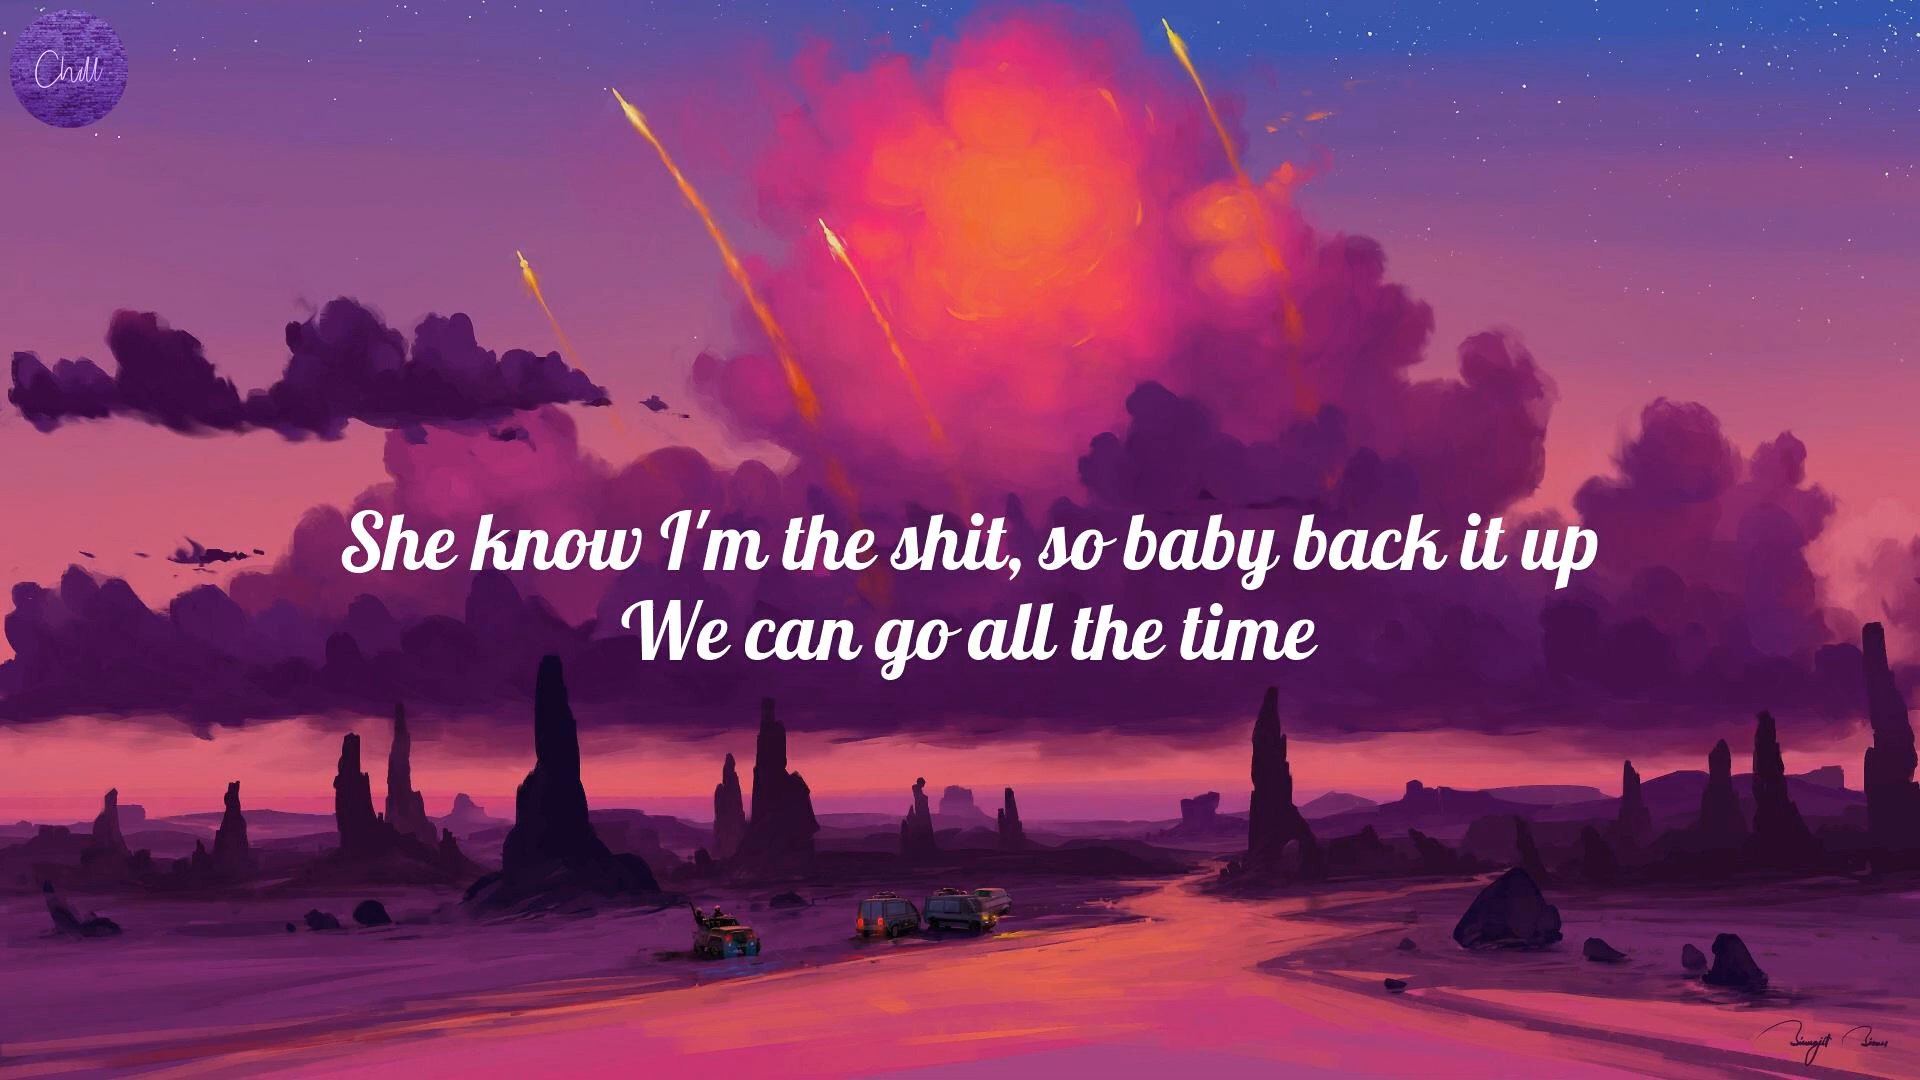 Chill
She know I'm the shit, so baby back it up
We can go all the time